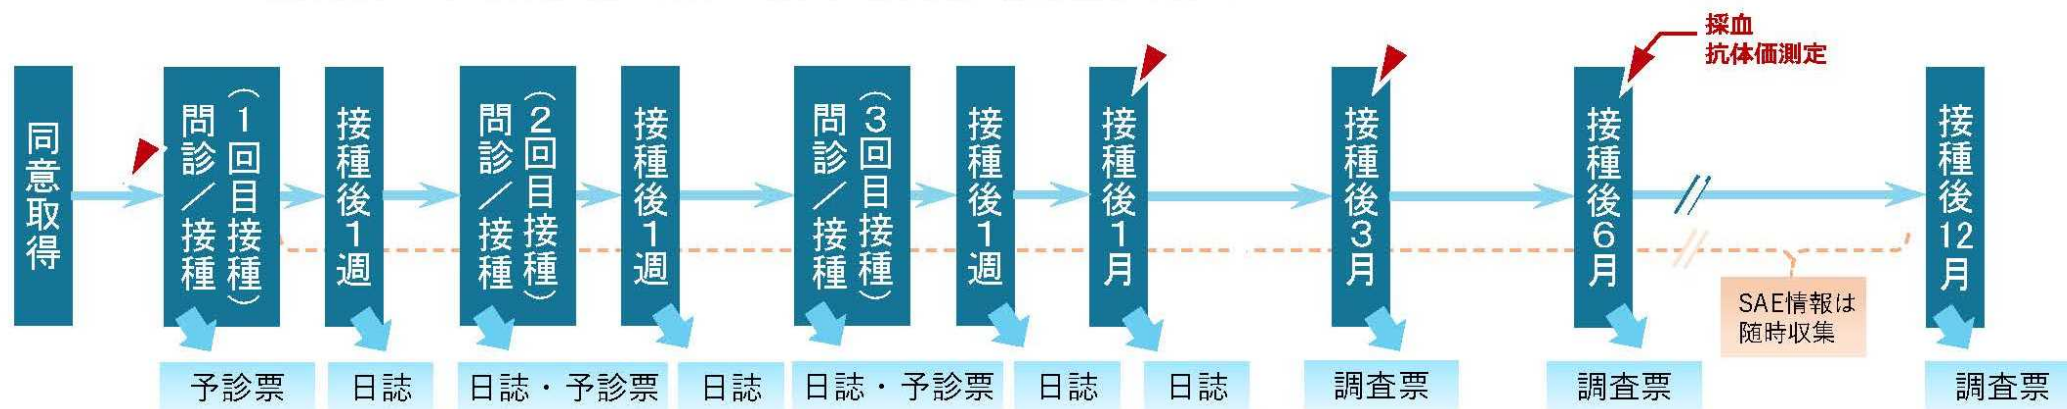 採血
抗体価測定
同意取得
問診/接種
(1回目接種)
接種後1週
問診/接種
(2回目接種)
接種後1週
問診/接種
(3回目接種)
接種後1週
接種後1月
接種後3月
接種後6月
接種後12月
SAE情報は
随時収集
予診票
日誌
日誌・予診票
日誌
日誌・予診票
日誌
日誌
調査票
調査票
調査票